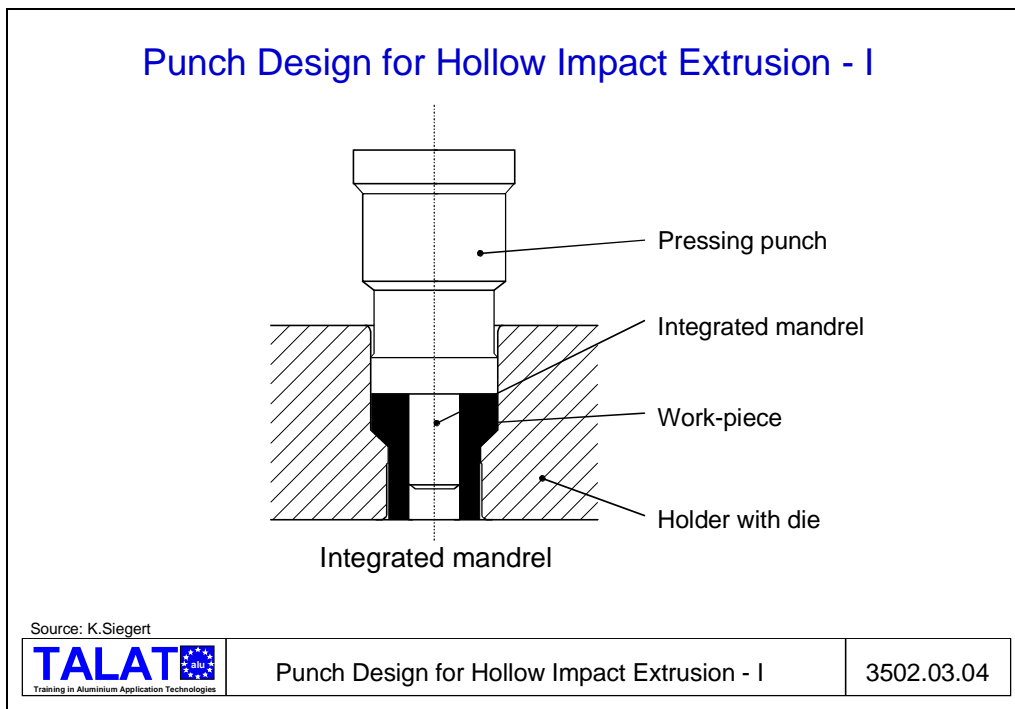 Punch Design for Hollow Impact Extrusion - I
Pressing punch
Integrated mandrel
Work-piece
Holder with die
Integrated mandrel
Source: K.Siegert
TALAT
alu
Training in Aluminium Application Technologies
Punch Design for Hollow Impact Extrusion - I
3502.03.04